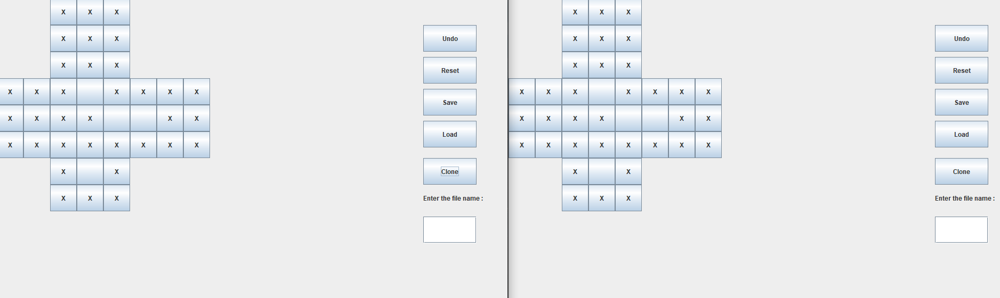 X X X X X X
X X X Undo X X X Undo
X X X Reset X X X Reset
X X X X X X X X X X X X X X
X X X X X X Save X X X X X X Save
X X X X X X X X Load X X X X X X X X Load
X X Clone X X Clone
X X X Enter the file name : X X X Enter the file name :